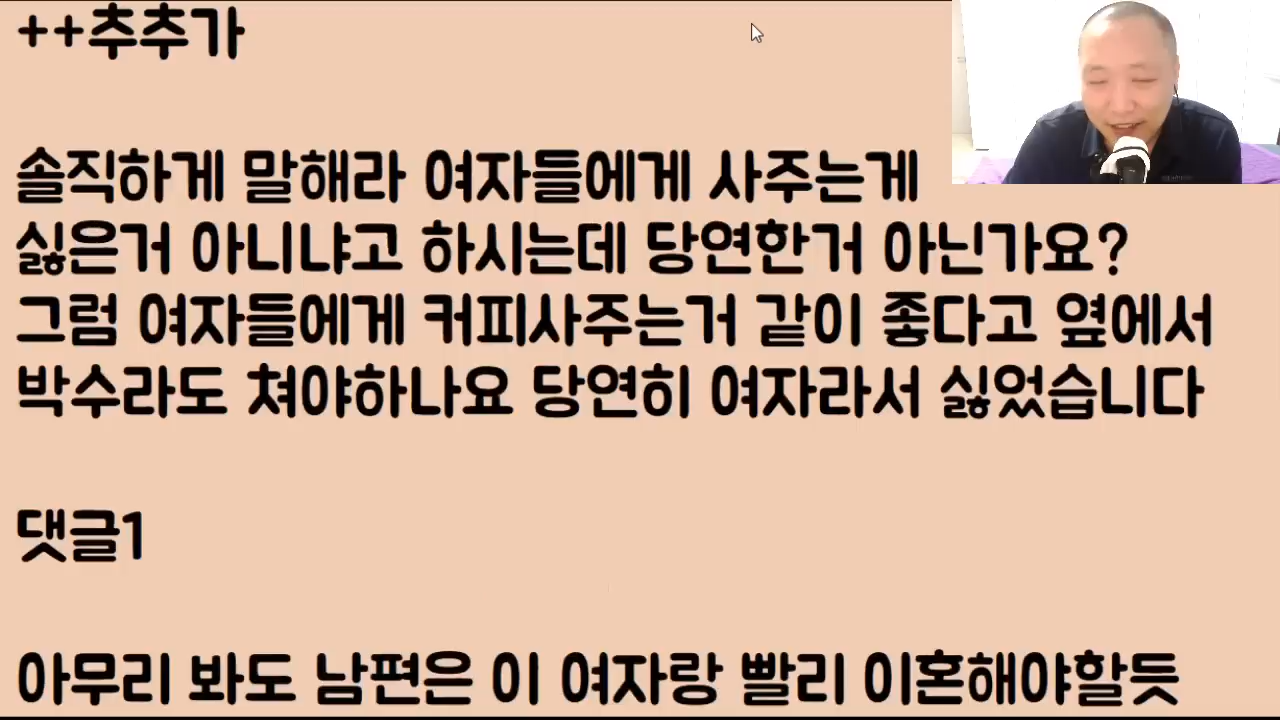 ++추추가
솔직하게 말해라 여자들에게 사주는게
싫은거 아니냐고 하시는데 당연한거 아닌가요?
그럼 여자들에게 커피사주는거 같이 좋다고 옆에서
박수라도 쳐야하나요 당연히 여자라서 싫었습니다
댓글1
아무리 봐도 남편은 이 여자랑 빨리 이혼해야할듯